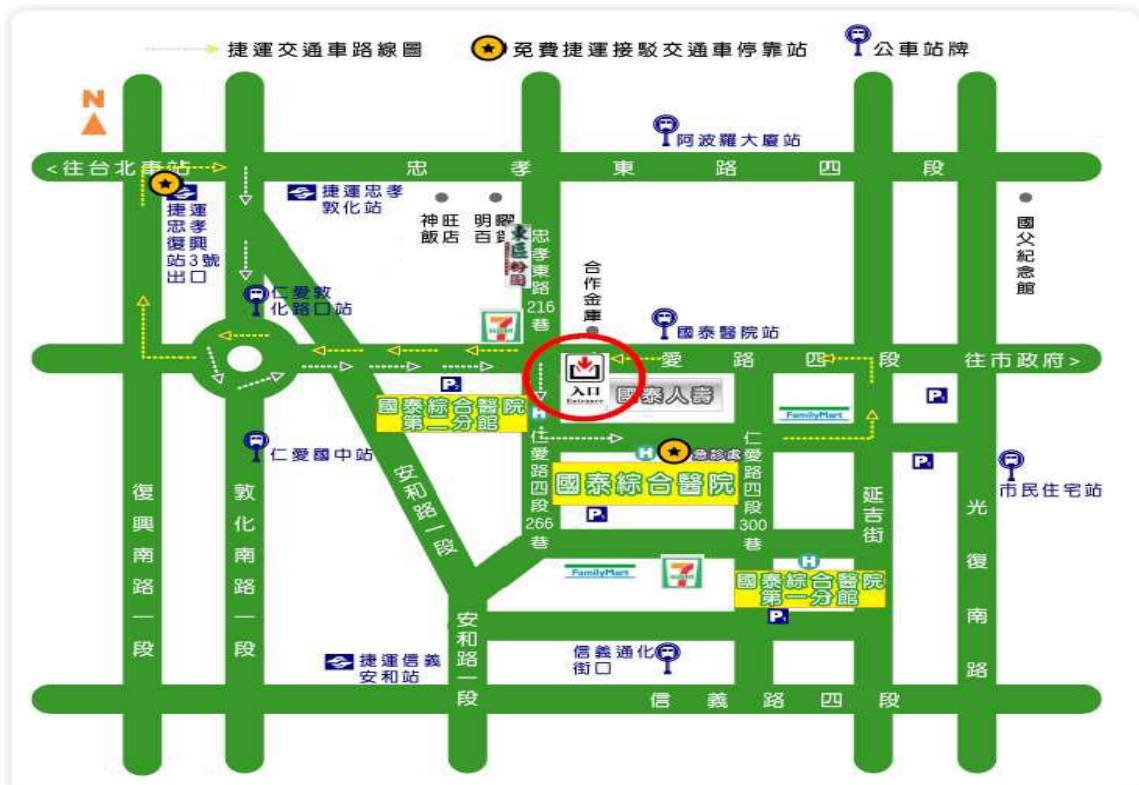 捷運交通車路線圖
免費捷運接駁交通車停靠站
公車站牌
N
阿波羅大廈站
<往台北車站
忠孝東路四段
捷運忠孝
敦化站
捷運
忠孝
復興
站3號
出口
神旺
飯店
明曜
百貨
東區粉圓
忠孝東路216巷
合作金庫
國父紀念館
仁愛敦
化路口站
國泰醫院站
7
愛路四段
往市政府>
入口
Entrance
國泰人壽
P
國泰綜合醫院
第二分館
H
FamilyMart
P
仁愛國中站
H
急診處
國泰綜合醫院
P
P
市民住宅站
仁愛路四段266巷
仁愛路四段300巷
安和路一段
復興南路一段
敦化南路一段
延吉街
光復南路
FamilyMart
7
H
國泰綜合醫院
第一分館
P
安和路一段
捷運信義
安和站
信義通化
街口
信義路四段